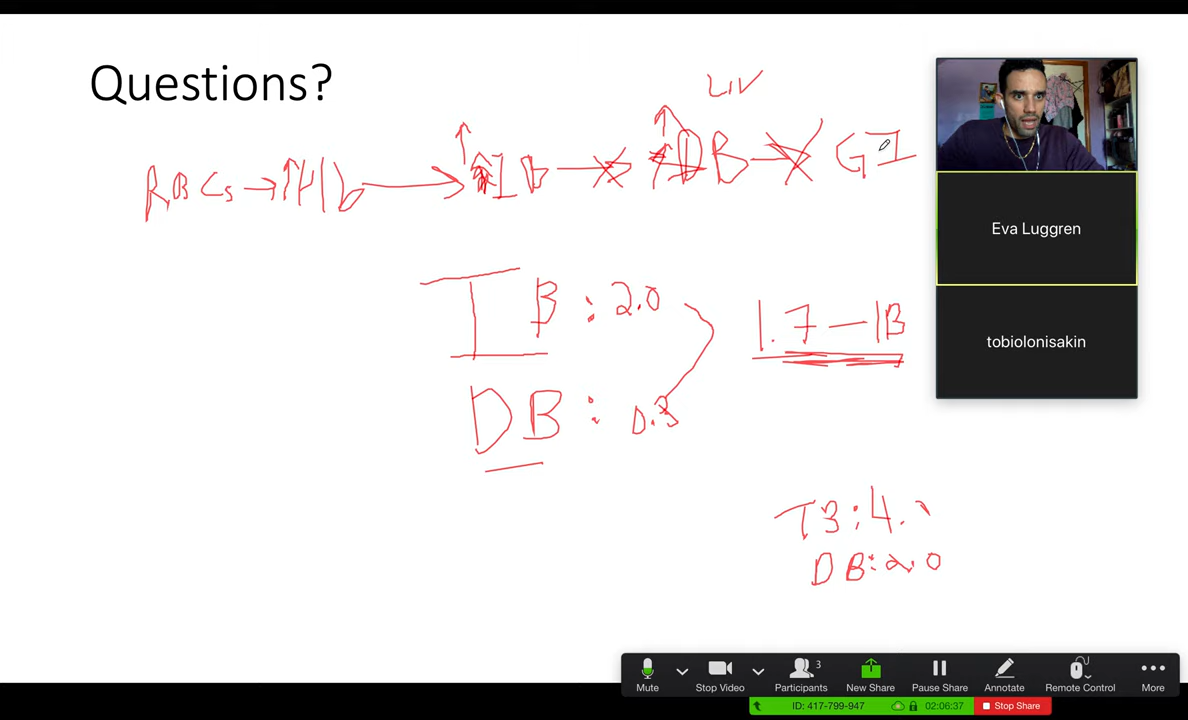 Questions?
LIV
RBCs → ↑Hb → ↑IB → ↑DB → GI
TB: 2.0
1.7 — IB
DB: 0.3
TB: 4.
DB: 2.0
Eva Luggren
tobiolonisakin
3
Mute
Stop Video
Participants
New Share
Pause Share
Annotate
Remote Control
More
ID: 417-799-947
02:06:37
Stop Share